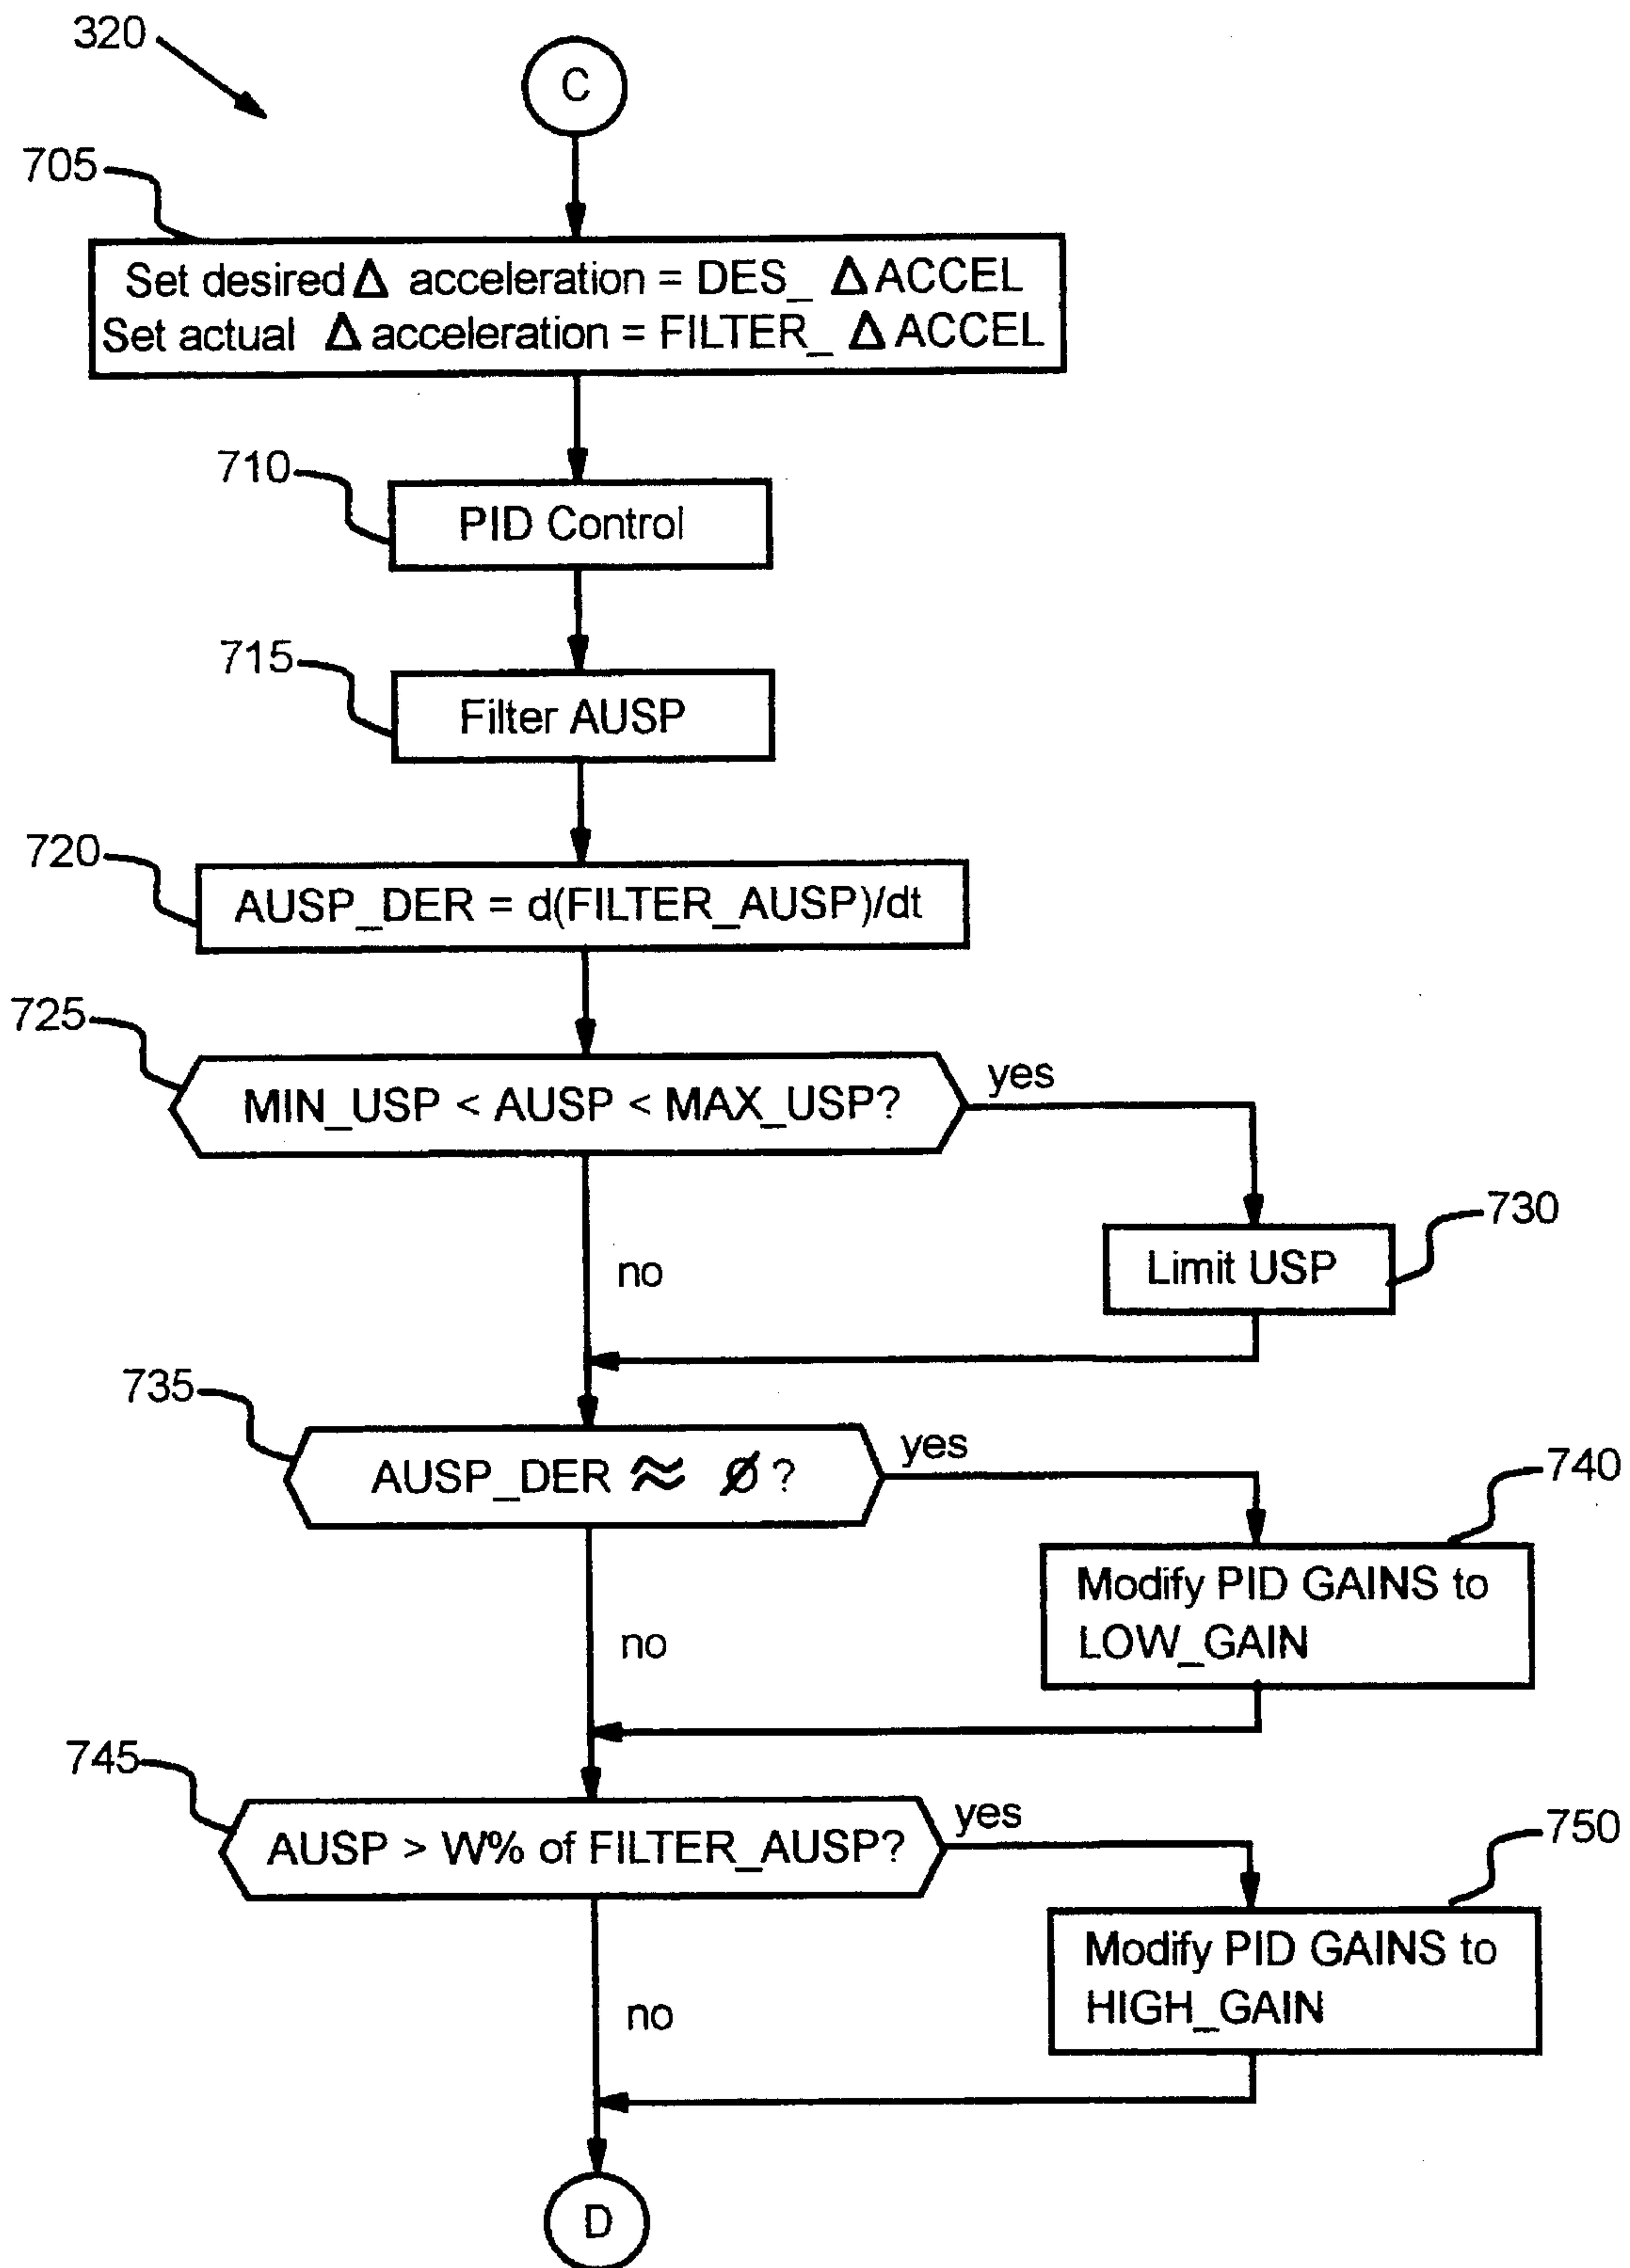 320
C
705
Set desired Δ acceleration = DES_ Δ ACCEL
Set actual Δ acceleration = FILTER_ Δ ACCEL
710
PID Control
715
Filter AUSP
720
AUSP_DER = d(FILTER_AUSP)/dt
725
MIN_USP < AUSP < MAX_USP?
yes
730
Limit USP
no
735
AUSP_DER ≈ Ø ?
yes
740
Modify PID GAINS to
LOW_GAIN
no
745
AUSP > W% of FILTER_AUSP?
yes
750
Modify PID GAINS to
HIGH_GAIN
no
D